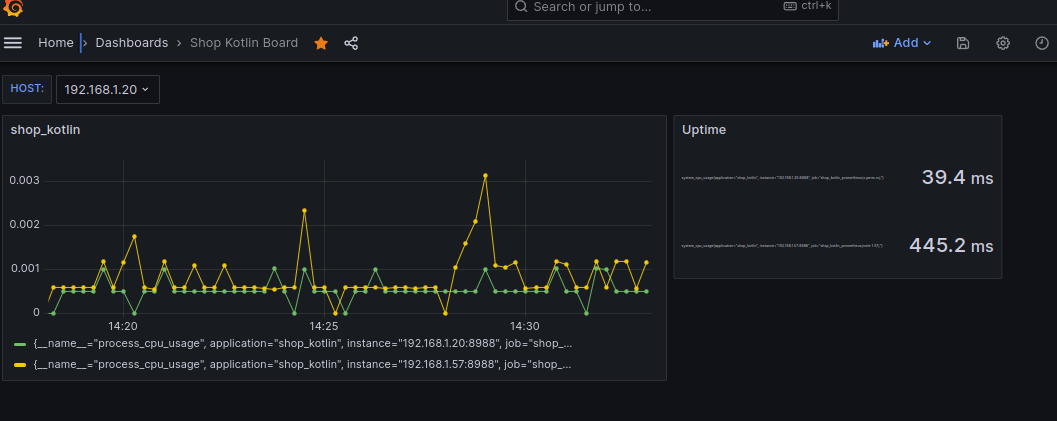 Search or jump to...
ctrl+k
Home
Dashboards
Shop Kotlin Board
Add
HOST:
192.168.1.20
shop_kotlin
0.003
0.002
0.001
0
14:20
14:25
14:30
{__name__="process_cpu_usage", application="shop_kotlin", instance="192.168.1.20:8988", job="shop_...
{__name__="process_cpu_usage", application="shop_kotlin", instance="192.168.1.57:8988", job="shop_...
Uptime
39.4 ms
445.2 ms